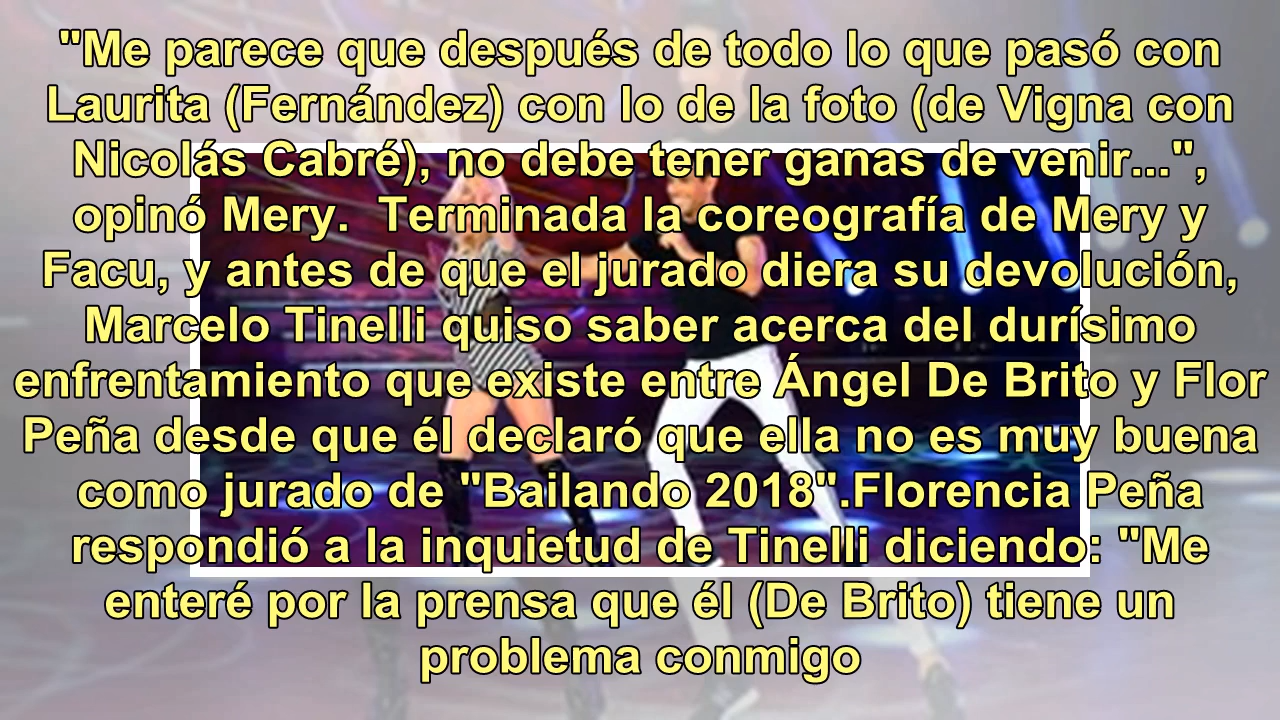 "Me parece que después de todo lo que pasó con
Laurita (Fernández) con lo de la foto (de Vigna con
Nicolás Cabré), no debe tener ganas de venir...",
opinó Mery.  Terminada la coreografía de Mery y
Facu, y antes de que el jurado diera su devolución,
Marcelo Tinelli quiso saber acerca del durísimo
enfrentamiento que existe entre Ángel De Brito y Flor
Peña desde que él declaró que ella no es muy buena
como jurado de "Bailando 2018".Florencia Peña
respondió a la inquietud de Tinelli diciendo: "Me
enteré por la prensa que él (De Brito) tiene un
problema conmigo